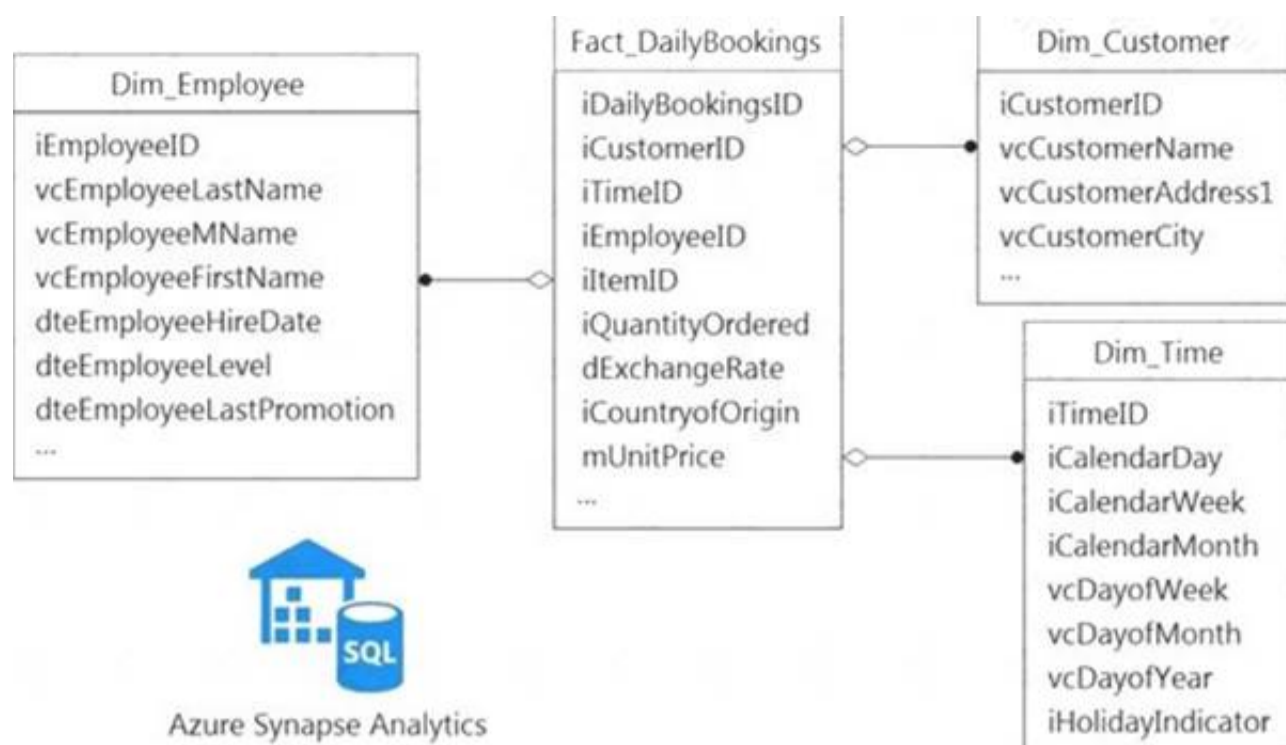 Dim_Employee
iEmployeeID
vcEmployeeLastName
vcEmployeeMName
vcEmployeeFirstName
dteEmployeeHireDate
dteEmployeeLevel
dteEmployeeLastPromotion
...
Fact_DailyBookings
iDailyBookingsID
iCustomerID
iTimeID
iEmployeeID
iItemID
iQuantityOrdered
dExchangeRate
iCountryofOrigin
mUnitPrice
...
Dim_Customer
iCustomerID
vcCustomerName
vcCustomerAddress1
vcCustomerCity
...
Dim_Time
iTimeID
iCalendarDay
iCalendarWeek
iCalendarMonth
vcDayofWeek
vcDayofMonth
vcDayofYear
iHolidayIndicator
SQL
Azure Synapse Analytics